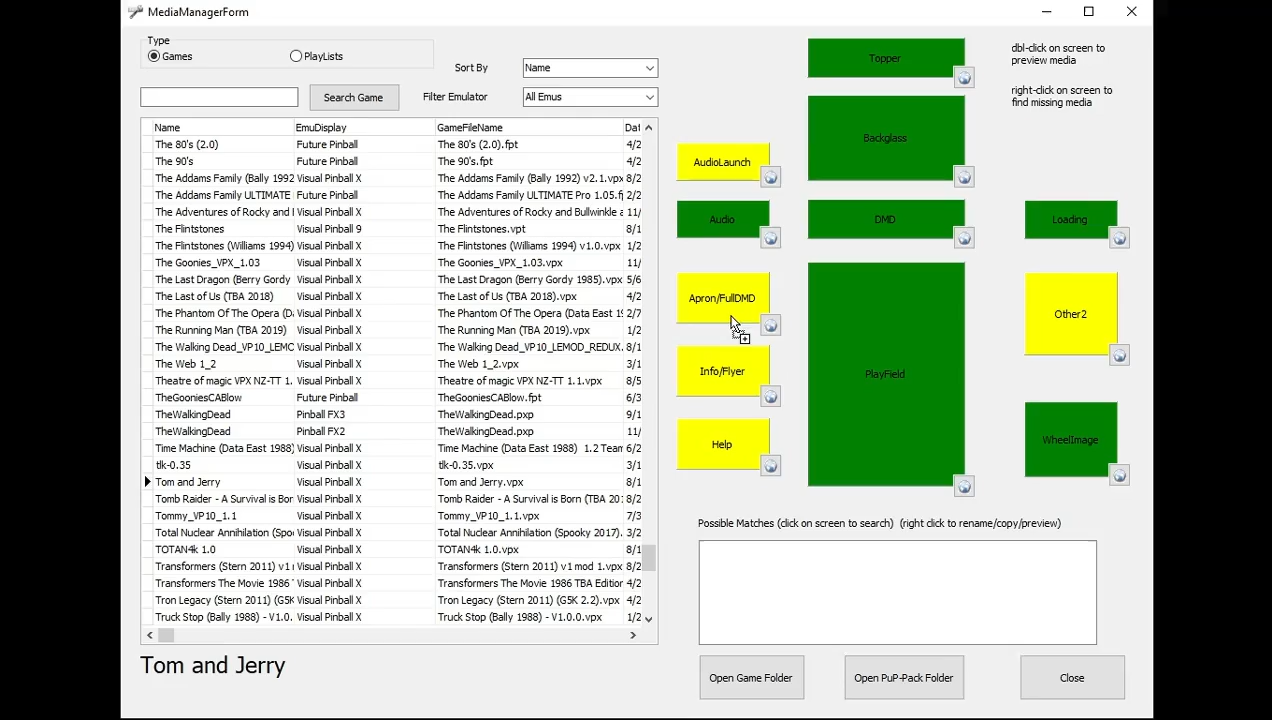 MediaManagerForm
Type
Games
PlayLists
Sort By
Name
Search Game
Filter Emulator
All Emus
Name EmuDisplay GameFileName Dat
The 80's (2.0) Future Pinball The 80's (2.0).fpt 4/2
The 90's Future Pinball The 90's.fpt 4/2
The Addams Family (Bally 1992 Visual Pinball X The Addams Family (Bally 1992) v2.1.vpx 8/2
The Addams Family ULTIMATE Future Pinball The Addams Family ULTIMATE Pro 1.05.f 2/2
The Adventures of Rocky and Visual Pinball X The Adventures of Rocky and Bullwinkle a 11/
The Flintstones Visual Pinball 9 The Flintstones.vpt 8/1
The Flintstones (Williams 1994) Visual Pinball X The Flintstones (Williams 1994) v1.0.vpx 1/2
The Goonies_VPX_1.03 Visual Pinball X The Goonies_VPX_1.03.vpx 11/
The Last Dragon (Berry Gordy Visual Pinball X The Last Dragon (Berry Gordy 1985).vpx 5/6
The Last of Us (TBA 2018) Visual Pinball X The Last of Us (TBA 2018).vpx 4/2
The Phantom Of The Opera (Da Visual Pinball X The Phantom Of The Opera (Data East 19 2/7
The Running Man (TBA 2019) Visual Pinball X The Running Man (TBA 2019).vpx 1/2
The Walking Dead_VP10_LEMO Visual Pinball X The Walking Dead_VP10_LEMOD_REDUX. 8/1
The Web 1_2 Visual Pinball X The Web 1_2.vpx 3/1
Theatre of magic VPX NZ-TT 1. Visual Pinball X Theatre of magic VPX NZ-TT 1.1.vpx 8/5
TheGooniesCABlow Future Pinball TheGooniesCABlow.fpt 6/3
TheWalkingDead Pinball FX3 TheWalkingDead.pxp 9/1
TheWalkingDead Pinball FX2 TheWalkingDead.pxp 11/
Time Machine (Data East 1988) Visual Pinball X Time Machine (Data East 1988)  1.2 Team 8/2
tlk-0.35 Visual Pinball X tlk-0.35.vpx 3/1
Tom and Jerry Visual Pinball X Tom and Jerry.vpx 8/1
Tomb Raider - A Survival is Bor Visual Pinball X Tomb Raider - A Survival is Born (TBA 20 8/2
Tommy_VP10_1.1 Visual Pinball X Tommy_VP10_1.1.vpx 7/3
Total Nuclear Annihilation (Spoo Visual Pinball X Total Nuclear Annihilation (Spooky 2017). 3/2
TOTAN4k 1.0 Visual Pinball X TOTAN4k 1.0.vpx 8/1
Transformers (Stern 2011) v1 Visual Pinball X Transformers (Stern 2011) v1 mod 1.vpx 8/2
Transformers The Movie 1986 Visual Pinball X Transformers The Movie 1986 TBA Edition 4/2
Tron Legacy (Stern 2011) (G5K Visual Pinball X Tron Legacy (Stern 2011) (G5K 2.2).vpx 1/2
Truck Stop (Bally 1988) - V1.0. Visual Pinball X Truck Stop (Bally 1988) - V1.0.0.vpx 1/2
Tom and Jerry
Topper
dbl-click on screen to
preview media
right-click on screen to
find missing media
Backglass
AudioLaunch
Audio
DMD
Loading
Apron/FullDMD
Other2
Info/Flyer
PlayField
Help
WheelImage
Possible Matches (click on screen to search)  (right click to rename/copy/preview)
Open Game Folder
Open PuP-Pack Folder
Close